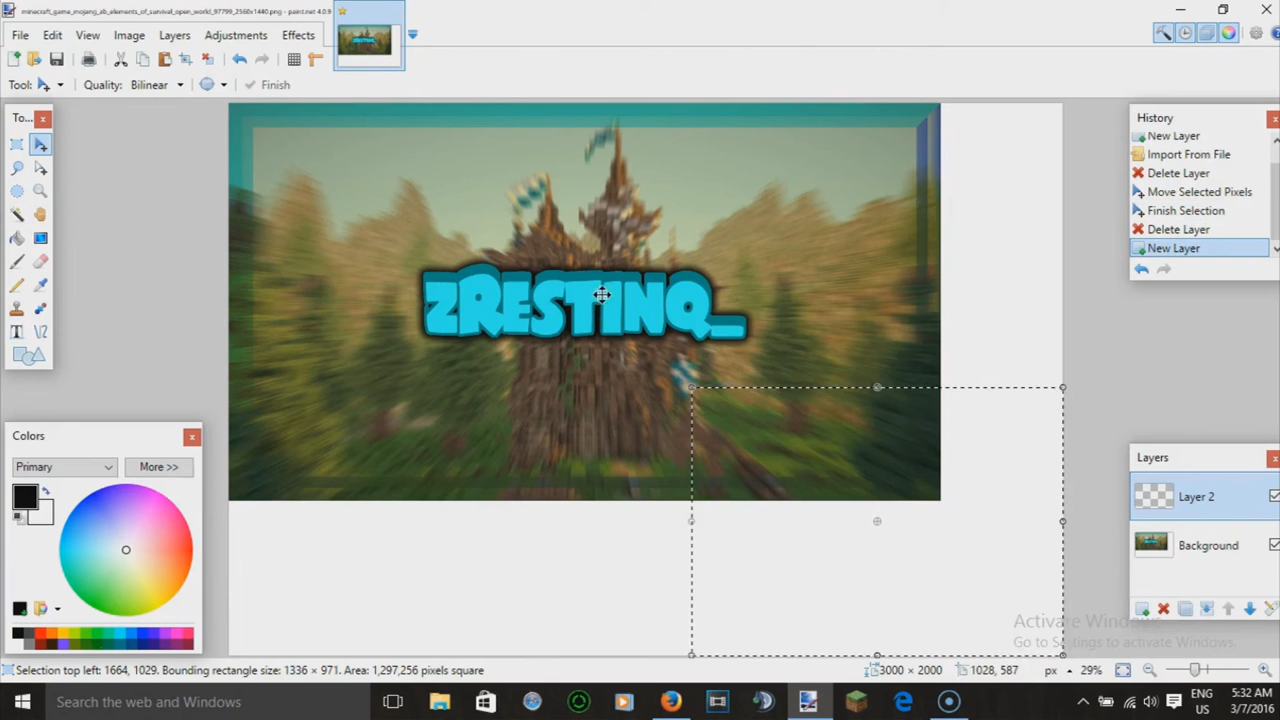 minecraft_game_mojang_ab_elements_of_survival_open_world_97799_2560x1440.png - paint.net 4.0.9
File Edit View Image Layers Adjustments Effects
Tool: Quality: Bilinear Finish
To...
ZRESTINQ_
History
New Layer
Import From File
Delete Layer
Move Selected Pixels
Finish Selection
Delete Layer
New Layer
Colors
Primary More >>
Layers
Layer 2
Background
Activate Windows
Go to Settings to activate Windows.
Selection top left: 1664, 1029. Bounding rectangle size: 1336 × 971. Area: 1,297,256 pixels square 3000 × 2000 1028, 587 px 29%
Search the web and Windows
ENG 5:32 AM
US 3/7/2016